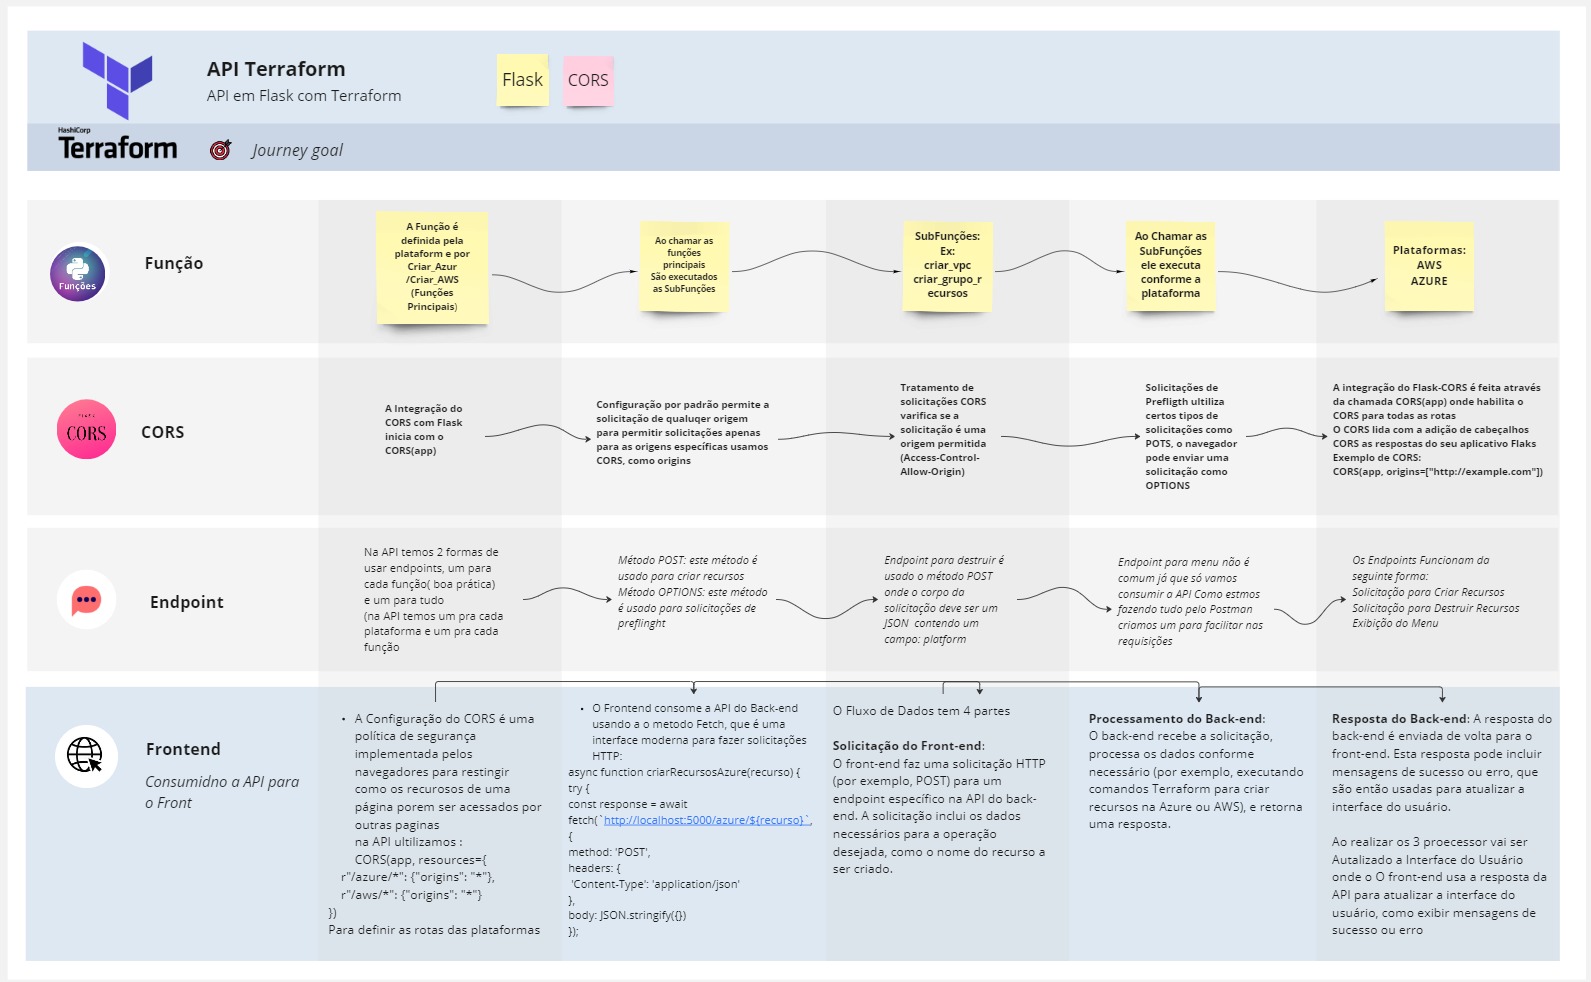 API Terraform
API em Flask com Terraform
Flask
CORS
HashiCorp
Terraform
Journey goal
Funções
Função
A Função é
definida pela
plataform e por
Criar_Azur
/Criar_AWS
(Funções
Principais)
Ao chamar as
funções
principais
São executados
as SubFunções
SubFunções:
Ex:
criar_vpc
criar_grupo_r
ecursos
Ao Chamar as
SubFunções
ele executa
conforme a
plataforma
Plataformas:
AWS
AZURE
CORS
CORS
A Integração do
CORS com Flask
inicia com o
CORS(app)
Configuração por padrão permite a
solicitação de qualuqer origem
para permitir solicitações apenas
para as origens específicas usamos
CORS, como origins
Tratamento de
solicitações CORS
varifica se a
solicitação é uma
origem permitida
(Access-Control-
Allow-Origin)
Solicitações de
Prefligth ultiliza
certos tipos de
solicitações como
POTS, o navegador
pode enviar uma
solicitação como
OPTIONS
A integração do Flask-CORS é feita através
da chamada CORS(app) onde habilita o
CORS para todas as rotas
O CORS lida com a adição de cabeçalhos
CORS as respostas do seu aplicativo Flaks
Exemplo de CORS:
CORS(app, origins=["http://example.com"])
Endpoint
Na API temos 2 formas de
usar endpoints, um para
cada função( boa prática)
e um para tudo
(na API temos um pra cada
plataforma e um pra cada
função
Método POST: este método é
usado para criar recursos
Método OPTIONS: este método
é usado para solicitações de
preflinght
Endpoint para destruir é
usado o método POST
onde o corpo da
solicitação deve ser um
JSON contendo um
campo: platform
Endpoint para menu não é
comum já que só vamos
consumir a API Como estmos
fazendo tudo pelo Postman
criamos um para facilitar nas
requisições
Os Endpoints Funcionam da
seguinte forma:
Solicitação para Criar Recursos
Solicitação para Destruir Recursos
Exibição do Menu
Frontend
Consumidno a API para
o Front
• A Configuração do CORS é uma
política de segurança
implementada pelos
navegadores para restingir
como os recurosos de uma
página porem ser acessados por
outras paginas
na API ultilizamos :
CORS(app, resources={
r"/azure/*": {"origins": "*"},
r"/aws/*": {"origins": "*"}
})
Para definir as rotas das plataformas
• O Frontend consome a API do Back-end
usando a o metodo Fetch, que é uma
interface moderna para fazer solicitações
HTTP:
async function criarRecursosAzure(recurso) {
try {
const response = await
fetch(`http://localhost:5000/azure/${recurso}`,
{
method: 'POST',
headers: {
'Content-Type': 'application/json'
},
body: JSON.stringify({})
});
O Fluxo de Dados tem 4 partes
Solicitação do Front-end:
O front-end faz uma solicitação HTTP
(por exemplo, POST) para um
endpoint específico na API do back-
end. A solicitação inclui os dados
necessários para a operação
desejada, como o nome do recurso a
ser criado.
Processamento do Back-end:
O back-end recebe a solicitação,
processa os dados conforme
necessário (por exemplo, executando
comandos Terraform para criar
recursos na Azure ou AWS), e retorna
uma resposta.
Resposta do Back-end: A resposta do
back-end é enviada de volta para o
front-end. Esta resposta pode incluir
mensagens de sucesso ou erro, que
são então usadas para atualizar a
interface do usuário.
Ao realizar os 3 proecessor vai ser
Autalizado a Interface do Usuário
onde o O front-end usa a resposta da
API para atualizar a interface do
usuário, como exibir mensagens de
sucesso ou erro